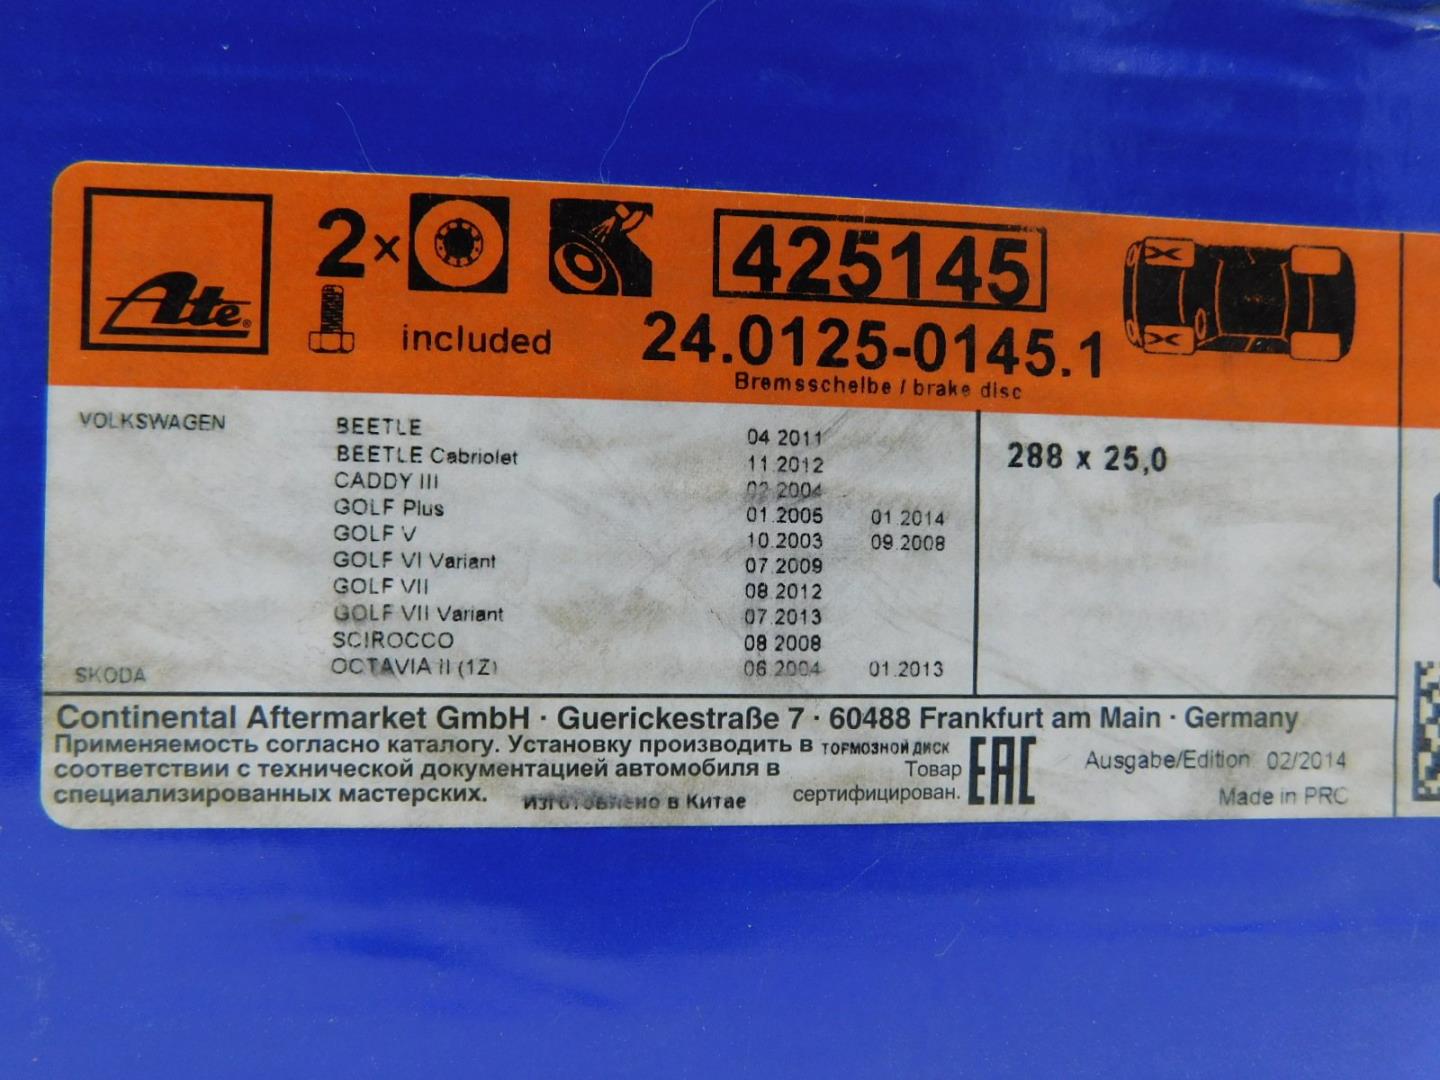 Ate®
2× included
425145
24.0125-0145.1
Bremsscheibe / brake disc
VOLKSWAGEN BEETLE 04 2011
BEETLE Cabriolet 11 2012
CADDY III 02 2004
GOLF Plus 01.2005 01 2014
GOLF V 10.2003 09.2008
GOLF VI Variant 07 2009
GOLF VII 08 2012
GOLF VII Variant 07 2013
SCIROCCO 08 2008
SKODA OCTAVIA II (1Z) 06 2004 01.2013
288 x 25,0
Continental Aftermarket GmbH · Guerickestraße 7 · 60488 Frankfurt am Main · Germany
Применяемость согласно каталогу. Установку производить в
соответствии с технической документацией автомобиля в
специализированных мастерских.
Изготовлено в Китае
ТОРМОЗНОЙ ДИСК
Товар
сертифицирован.
EAC
Ausgabe/Edition 02/2014
Made in PRC